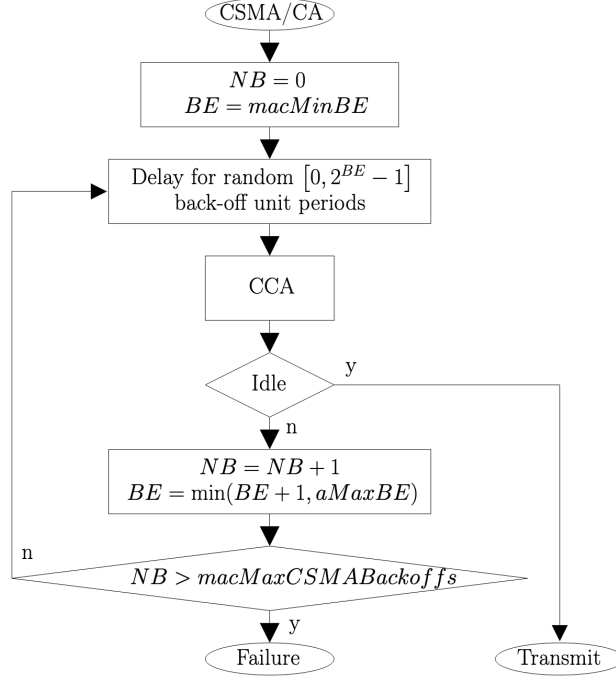 CSMA/CA
NB = 0
BE = macMinBE
Delay for random [0, 2^{BE} − 1]
back-off unit periods
CCA
Idle
y
n
NB = NB + 1
BE = min(BE + 1, aMaxBE)
n
NB > macMaxCSMABackoffs
y
Failure
Transmit